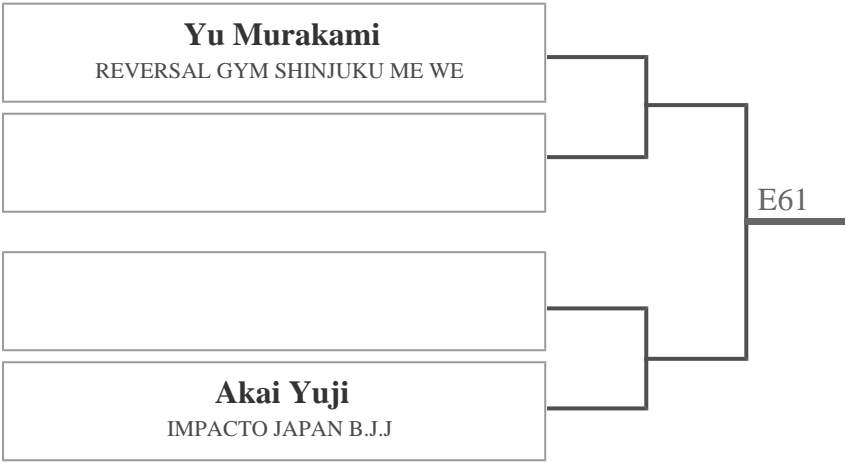 Yu Murakami
REVERSAL GYM SHINJUKU ME WE
E61
Akai Yuji
IMPACTO JAPAN B.J.J